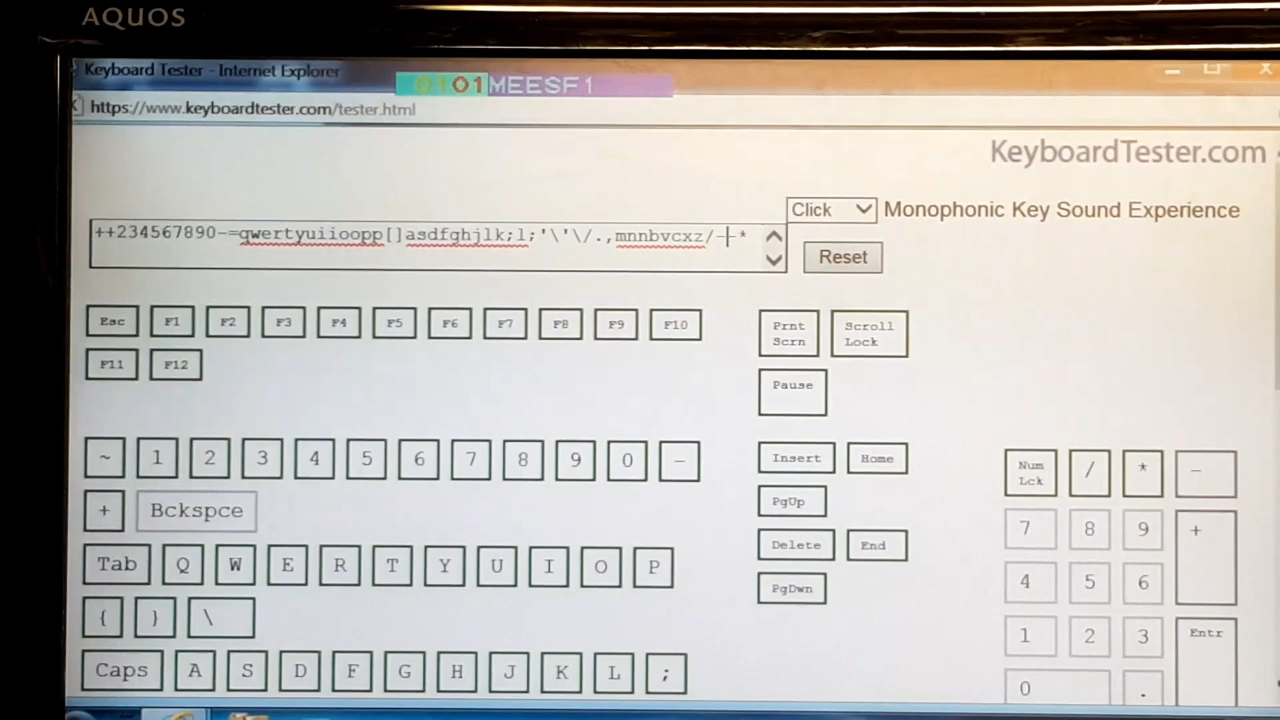 AQUOS
Keyboard Tester - Internet Explorer
0101MEESF1
https://www.keyboardtester.com/tester.html
KeyboardTester.com
Click Monophonic Key Sound Experience
++234567890-=qwertyuiioopp[]asdfghjlk;l;'\'\/.,mnnbvcxz/--*
Reset
Esc F1 F2 F3 F4 F5 F6 F7 F8 F9 F10
Prnt Scrn
Scroll Lock
F11 F12
Pause
~ 1 2 3 4 5 6 7 8 9 0 -
Insert Home
Num Lck / * -
+ Bckspce
PgUp
7 8 9 +
Tab Q W E R T Y U I O P
Delete End
4 5 6
{ } \
PgDwn
1 2 3 Entr
Caps A S D F G H J K L ;
0 .